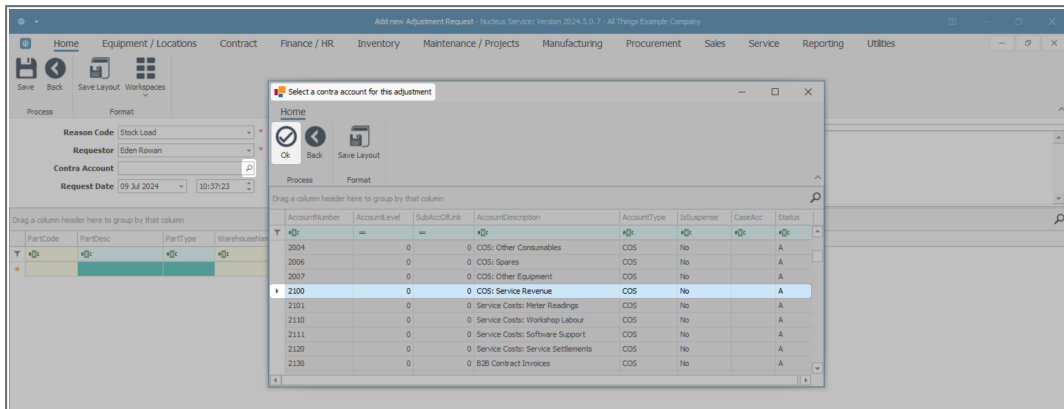 Add new Adjustment Request - Nucleus Service: Version 2024.5.0.7 - All Things Example Company
Home Equipment / Locations Contract Finance / HR Inventory Maintenance / Projects Manufacturing Procurement Sales Service Reporting Utilities
Save Back Save Layout Workspaces
Process Format
Reason Code Stock Load *
Requestor Eden Rowan *
Contra Account
Request Date 09 Jul 2024 10:37:23
Drag a column header here to group by that column
PartCode PartDesc PartType WarehouseNam
Select a contra account for this adjustment
Home
Ok Back Save Layout
Process Format
Drag a column header here to group by that column
AccountNumber AccountLevel SubAccOfLink AccountDescription AccountType IsSuspense CaseAcc Status
= =
2004 0 0 COS: Other Consumables COS No A
2006 0 0 COS: Spares COS No A
2007 0 0 COS: Other Equipment COS No A
2100 0 0 COS: Service Revenue COS No A
2101 0 0 Service Costs: Meter Readings COS No A
2110 0 0 Service Costs: Workshop Labour COS No A
2111 0 0 Service Costs: Software Support COS No A
2120 0 0 Service Costs: Service Settlements COS No A
2130 0 0 B2B Contract Invoices COS No A